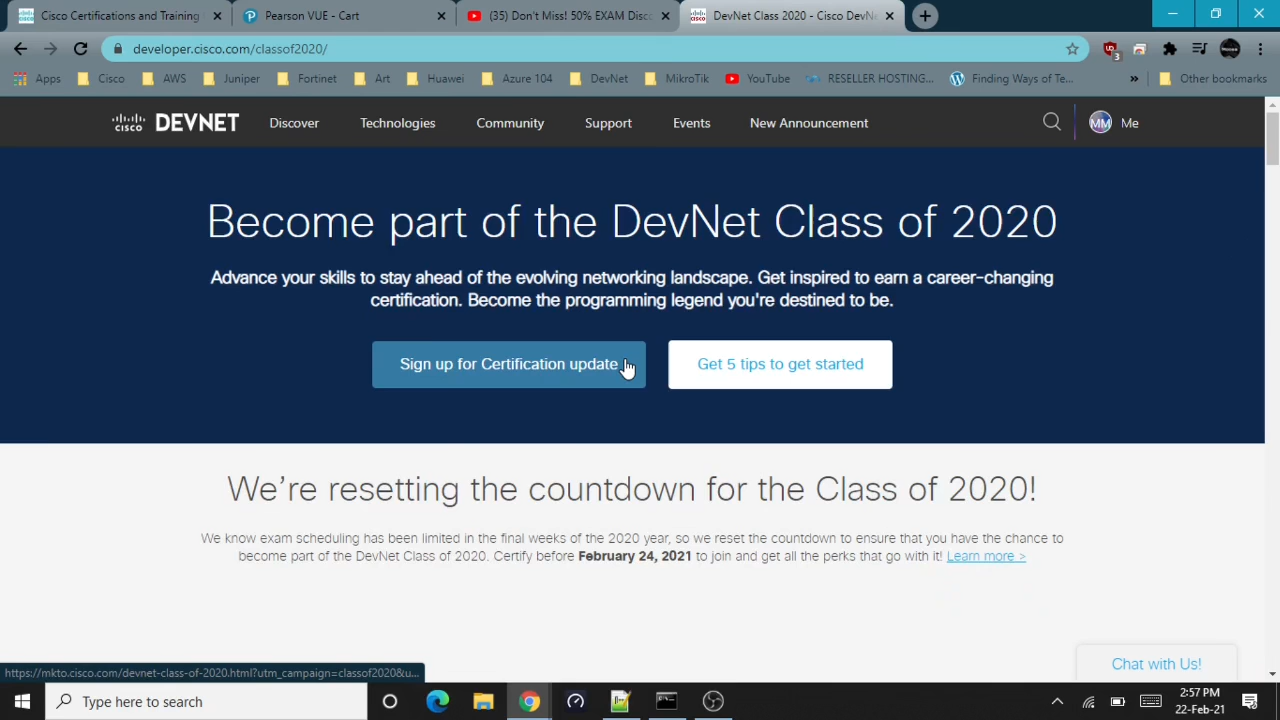 Cisco Certifications and Training
Pearson VUE - Cart
(35) Don't Miss! 50% EXAM Disc
DevNet Class 2020 - Cisco DevN
developer.cisco.com/classof2020/
3
Apps
Cisco
AWS
Juniper
Fortinet
Art
Huawei
Azure 104
DevNet
MikroTik
YouTube
RESELLER HOSTING...
Finding Ways of Te...
»
Other bookmarks
cisco DEVNET
Discover
Technologies
Community
Support
Events
New Announcement
MM Me
Become part of the DevNet Class of 2020
Advance your skills to stay ahead of the evolving networking landscape. Get inspired to earn a career-changing
certification. Become the programming legend you're destined to be.
Sign up for Certification update
Get 5 tips to get started
We're resetting the countdown for the Class of 2020!
We know exam scheduling has been limited in the final weeks of the 2020 year, so we reset the countdown to ensure that you have the chance to
become part of the DevNet Class of 2020. Certify before February 24, 2021 to join and get all the perks that go with it! Learn more >
Chat with Us!
https://mkto.cisco.com/devnet-class-of-2020.html?utm_campaign=classof2020&u...
Type here to search
2:57 PM
22-Feb-21